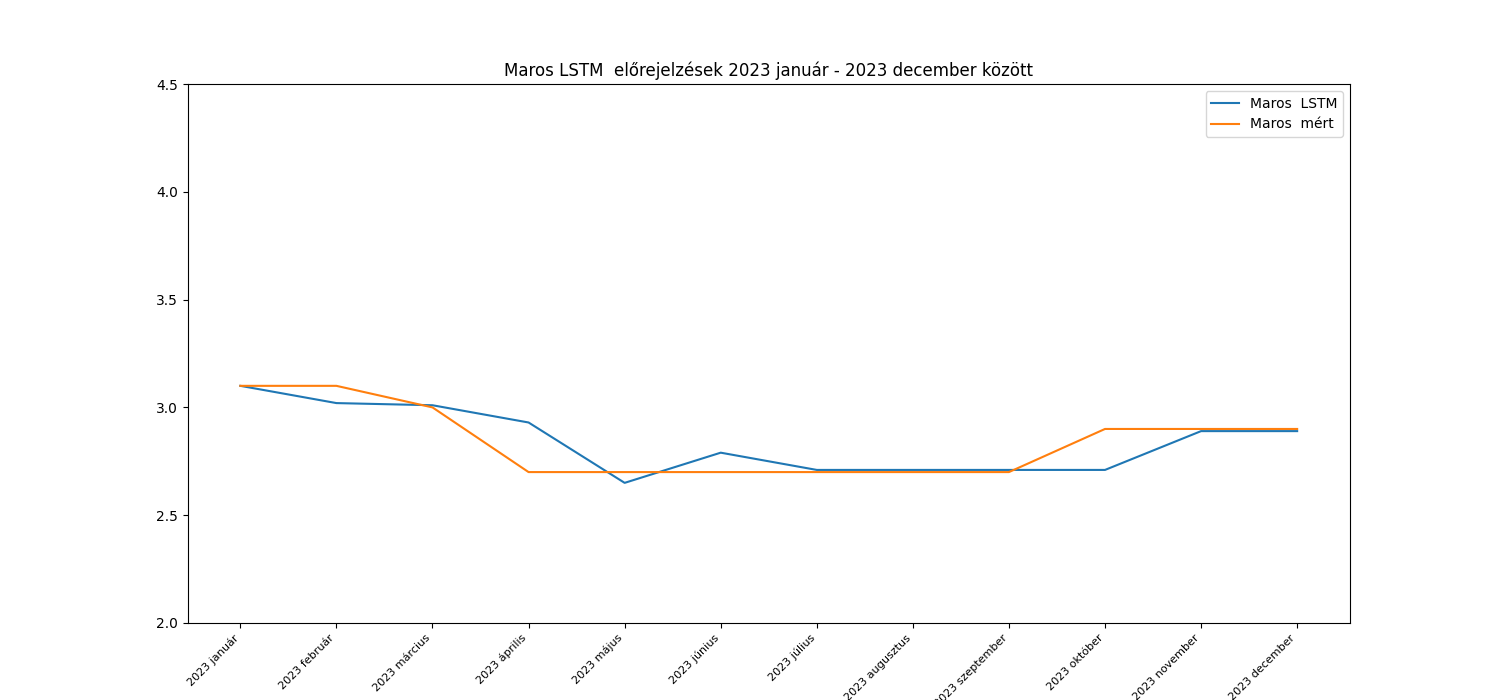 Maros LSTM  előrejelzések 2023 január - 2023 december között
Maros  LSTM
Maros  mért
4.5
4.0
3.5
3.0
2.5
2.0
2023 január
2023 február
2023 március
2023 április
2023 május
2023 június
2023 július
2023 augusztus
2023 szeptember
2023 október
2023 november
2023 december